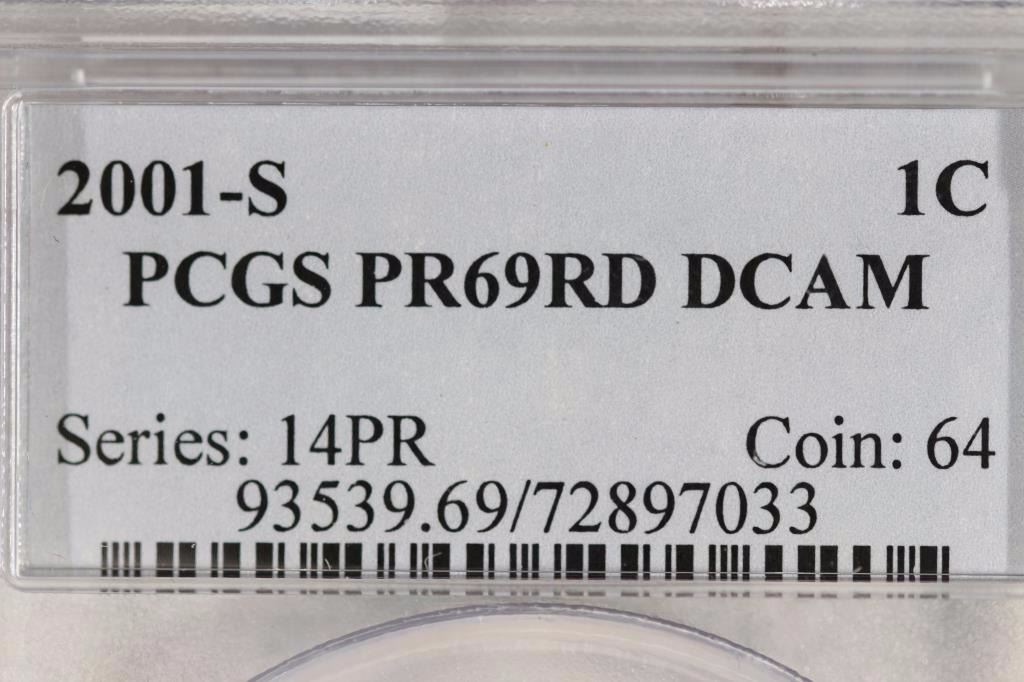 2001-S 1C
PCGS PR69RD DCAM
Series: 14PR Coin: 64
93539.69/72897033